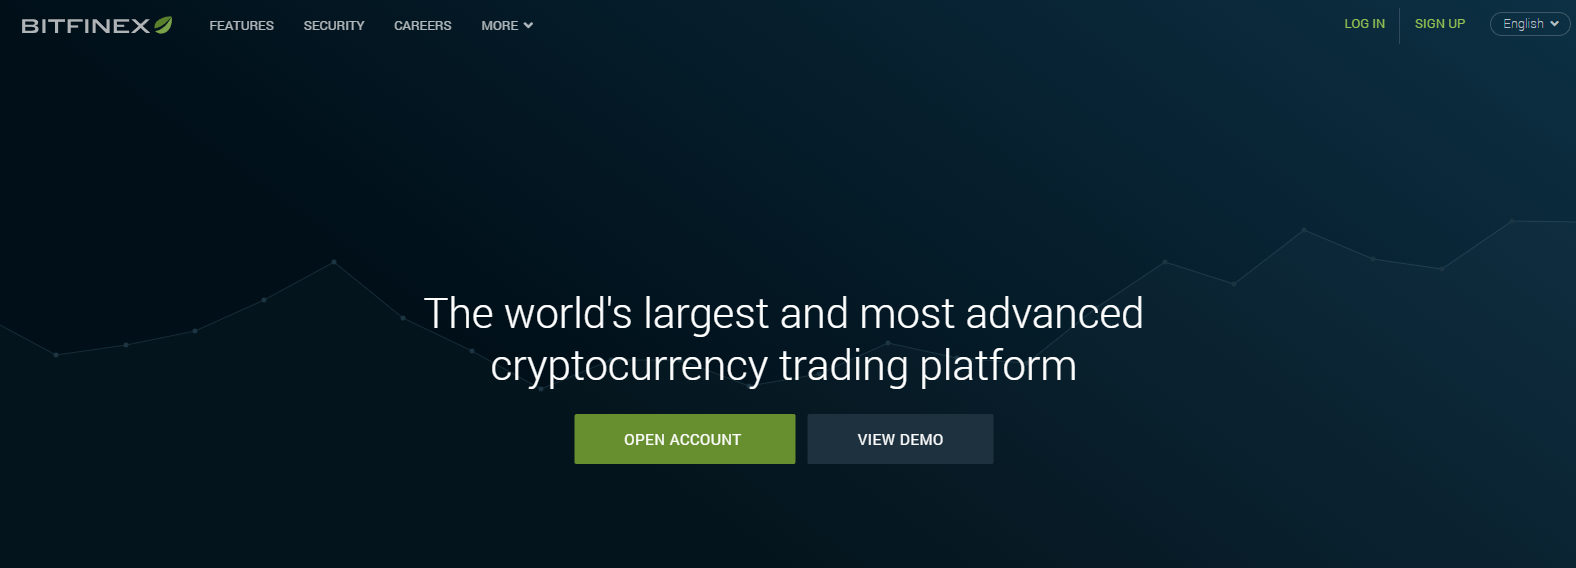 BITFINEX
FEATURES
SECURITY
CAREERS
MORE
LOG IN
SIGN UP
English
The world's largest and most advanced
cryptocurrency trading platform
OPEN ACCOUNT
VIEW DEMO